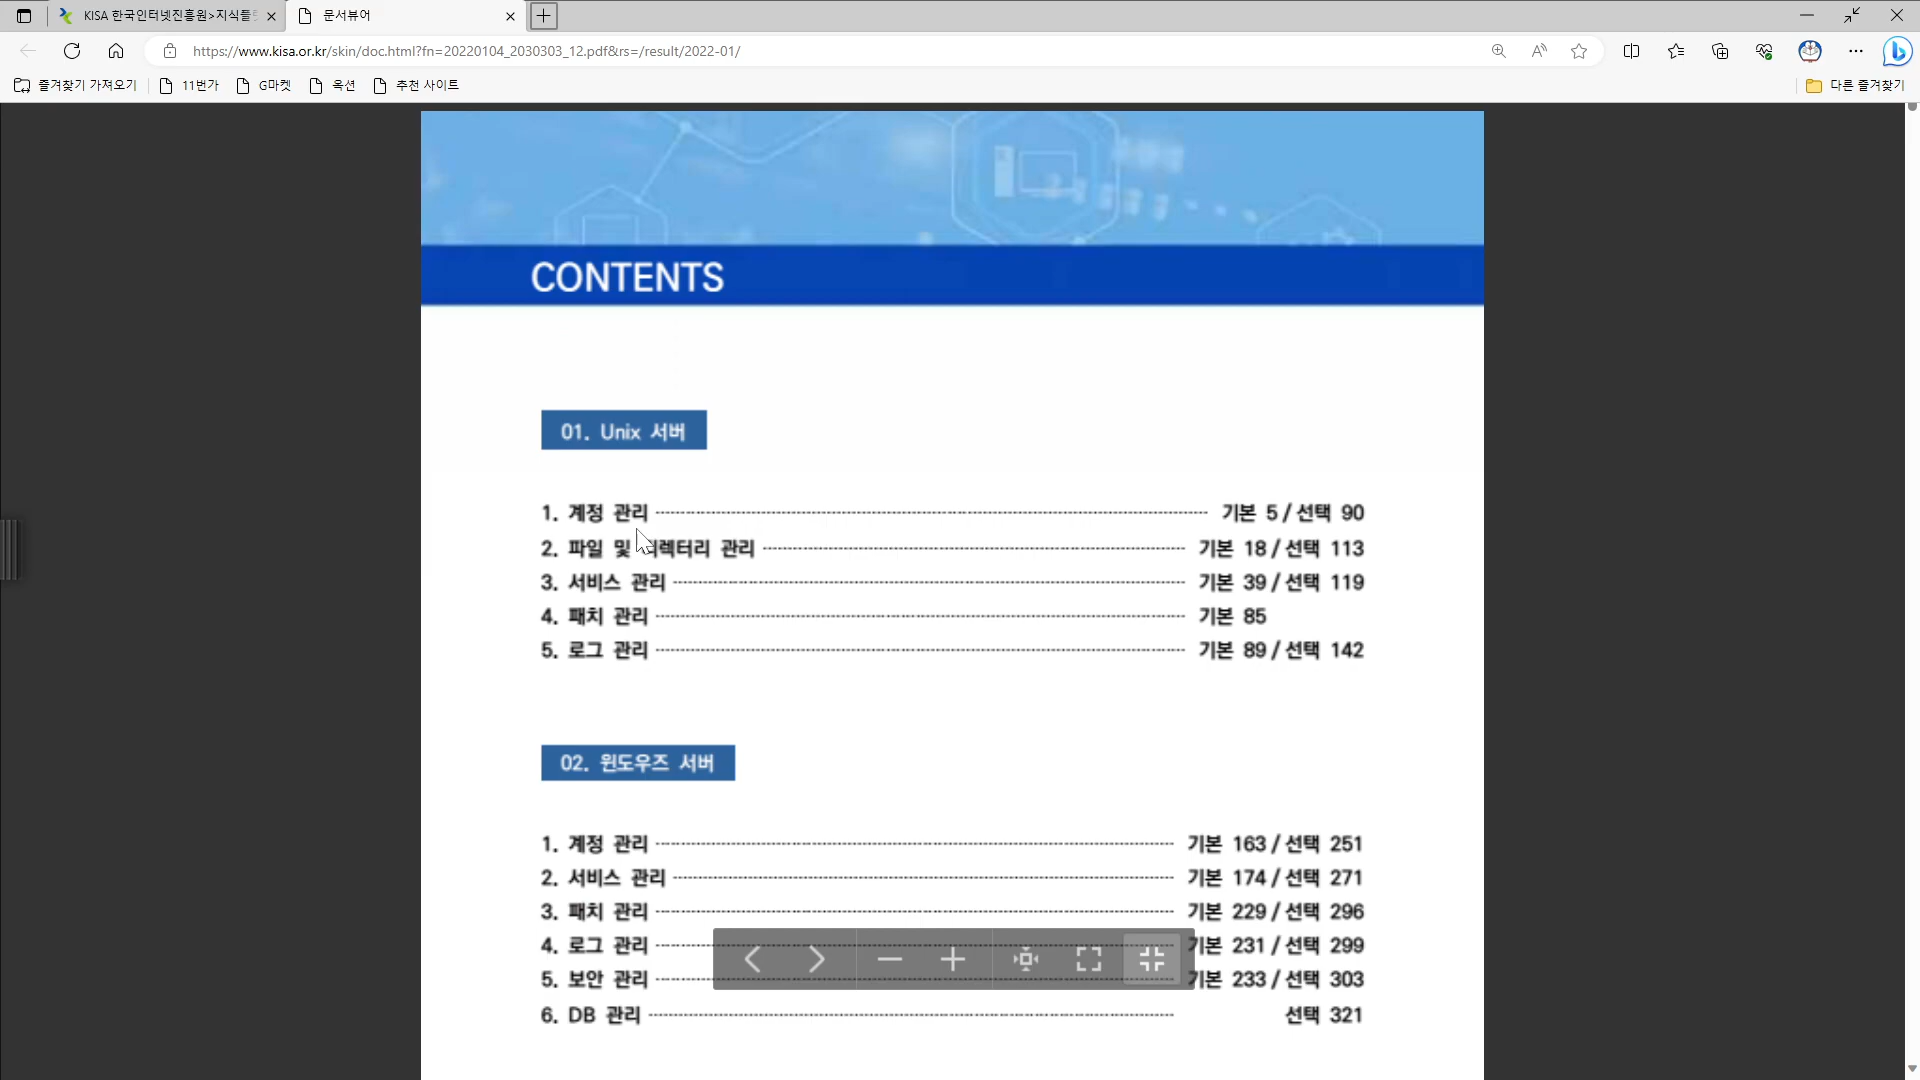 KISA 한국인터넷진흥원>지식플랫
문서뷰어
https://www.kisa.or.kr/skin/doc.html?fn=20220104_2030303_12.pdf&rs=/result/2022-01/
즐겨찾기 가져오기 11번가 G마켓 옥션 추천 사이트 다른 즐겨찾기
CONTENTS
01. Unix 서버
1. 계정 관리 기본 5 / 선택 90
2. 파일 및 디렉터리 관리 기본 18 / 선택 113
3. 서비스 관리 기본 39 / 선택 119
4. 패치 관리 기본 85
5. 로그 관리 기본 89 / 선택 142
02. 윈도우즈 서버
1. 계정 관리 기본 163 / 선택 251
2. 서비스 관리 기본 174 / 선택 271
3. 패치 관리 기본 229 / 선택 296
4. 로그 관리 기본 231 / 선택 299
5. 보안 관리 기본 233 / 선택 303
6. DB 관리 선택 321